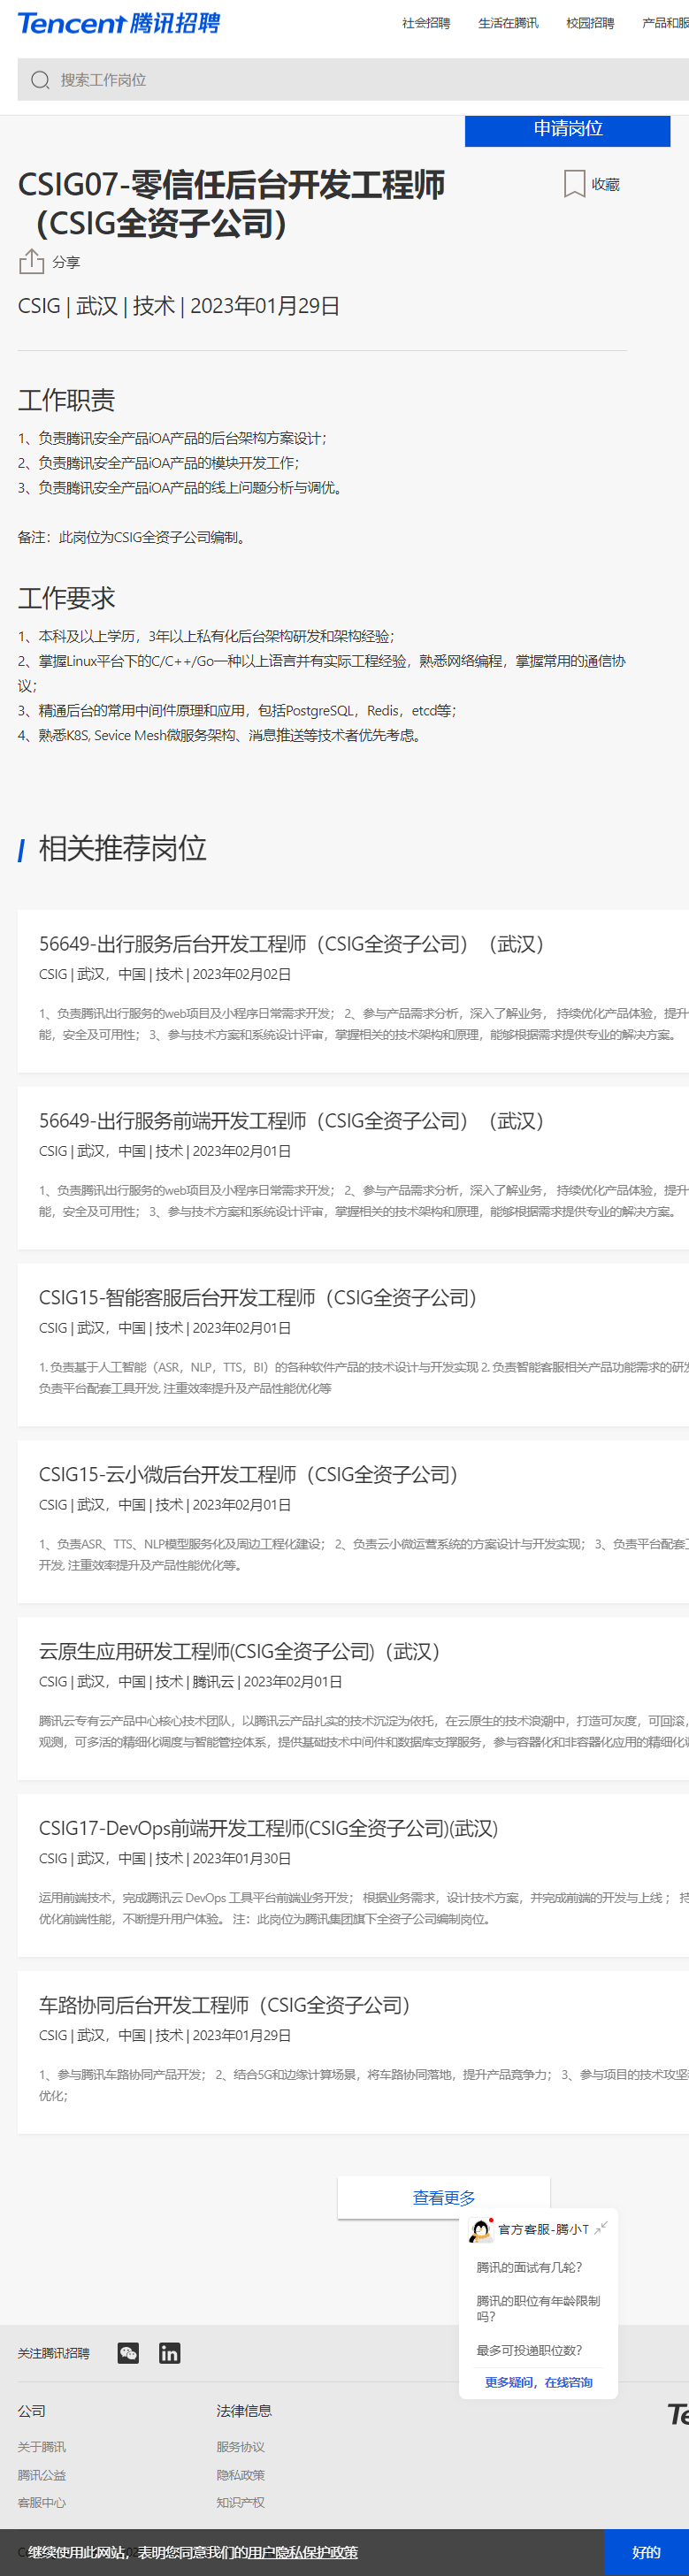 Tencent 腾讯招聘
社会招聘 生活在腾讯 校园招聘 产品和服
搜索工作岗位
申请岗位
CSIG07-零信任后台开发工程师
（CSIG全资子公司）
收藏
分享
CSIG | 武汉 | 技术 | 2023年01月29日
工作职责
1、负责腾讯安全产品iOA产品的后台架构方案设计；
2、负责腾讯安全产品iOA产品的模块开发工作；
3、负责腾讯安全产品iOA产品的线上问题分析与调优。
备注：此岗位为CSIG全资子公司编制。
工作要求
1、本科及以上学历，3年以上私有化后台架构研发和架构经验；
2、掌握Linux平台下的C/C++/Go一种以上语言并有实际工程经验，熟悉网络编程，掌握常用的通信协
议；
3、精通后台的常用中间件原理和应用，包括PostgreSQL，Redis，etcd等；
4、熟悉K8S, Sevice Mesh微服务架构、消息推送等技术者优先考虑。
相关推荐岗位
56649-出行服务后台开发工程师（CSIG全资子公司）（武汉）
CSIG | 武汉，中国 | 技术 | 2023年02月02日
1、负责腾讯出行服务的web项目及小程序日常需求开发； 2、参与产品需求分析，深入了解业务， 持续优化产品体验，提升
能，安全及可用性； 3、参与技术方案和系统设计评审，掌握相关的技术架构和原理，能够根据需求提供专业的解决方案。
56649-出行服务前端开发工程师（CSIG全资子公司）（武汉）
CSIG | 武汉，中国 | 技术 | 2023年02月01日
1、负责腾讯出行服务的web项目及小程序日常需求开发； 2、参与产品需求分析，深入了解业务， 持续优化产品体验，提升
能，安全及可用性； 3、参与技术方案和系统设计评审，掌握相关的技术架构和原理，能够根据需求提供专业的解决方案。
CSIG15-智能客服后台开发工程师（CSIG全资子公司）
CSIG | 武汉，中国 | 技术 | 2023年02月01日
1. 负责基于人工智能（ASR，NLP，TTS，BI）的各种软件产品的技术设计与开发实现 2. 负责智能客服相关产品功能需求的研发
负责平台配套工具开发, 注重效率提升及产品性能优化等
CSIG15-云小微后台开发工程师（CSIG全资子公司）
CSIG | 武汉，中国 | 技术 | 2023年02月01日
1、负责ASR、TTS、NLP模型服务化及周边工程化建设； 2、负责云小微运营系统的方案设计与开发实现； 3、负责平台配套工
开发, 注重效率提升及产品性能优化等。
云原生应用研发工程师(CSIG全资子公司)（武汉）
CSIG | 武汉，中国 | 技术 | 腾讯云 | 2023年02月01日
腾讯云专有云产品中心核心技术团队，以腾讯云产品扎实的技术沉淀为依托，在云原生的技术浪潮中，打造可灰度，可回滚，
观测，可多活的精细化调度与智能管控体系，提供基础技术中间件和数据库支撑服务，参与容器化和非容器化应用的精细化调
CSIG17-DevOps前端开发工程师(CSIG全资子公司)(武汉)
CSIG | 武汉，中国 | 技术 | 2023年01月30日
运用前端技术，完成腾讯云 DevOps 工具平台前端业务开发； 根据业务需求，设计技术方案，并完成前端的开发与上线； 持
优化前端性能，不断提升用户体验。 注：此岗位为腾讯集团旗下全资子公司编制岗位。
车路协同后台开发工程师（CSIG全资子公司）
CSIG | 武汉，中国 | 技术 | 2023年01月29日
1、参与腾讯车路协同产品开发； 2、结合5G和边缘计算场景，将车路协同落地，提升产品竞争力； 3、参与项目的技术攻坚
优化；
查看更多
官方客服-腾小T
腾讯的面试有几轮?
腾讯的职位有年龄限制
吗?
最多可投递职位数?
更多疑问，在线咨询
关注腾讯招聘
公司 法律信息
关于腾讯 服务协议
腾讯公益 隐私政策
客服中心 知识产权
继续使用此网站，表明您同意我们的用户隐私保护政策
好的